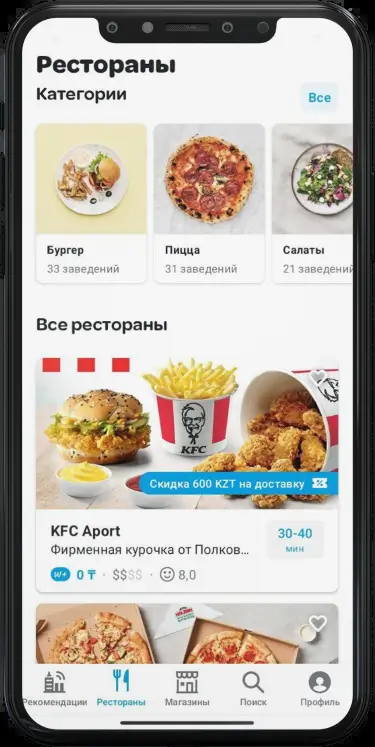 Рестораны
Категории
Все
Бургер
Пицца
Салаты
33 заведений
31 заведений
21 заведений
Все рестораны
KFC
Скидка 600 KZT на доставку
KFC Aport
Фирменная курочка от Полков...
30-40
мин
W+ 0 ₸ · $$$$ · 8,0
Рекомендации
Рестораны
Магазины
Поиск
Профиль